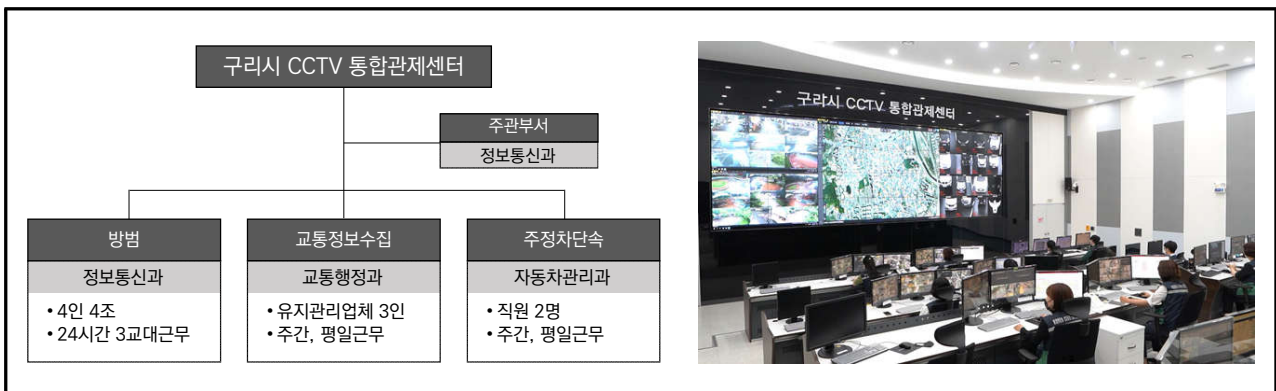 구리시 CCTV 통합관제센터
주관부서
정보통신과
방범
정보통신과
• 4인 4조
• 24시간 3교대근무
교통정보수집
교통행정과
• 유지관리업체 3인
• 주간, 평일근무
주정차단속
자동차관리과
• 직원 2명
• 주간, 평일근무
구리시 CCTV 통합관제센터